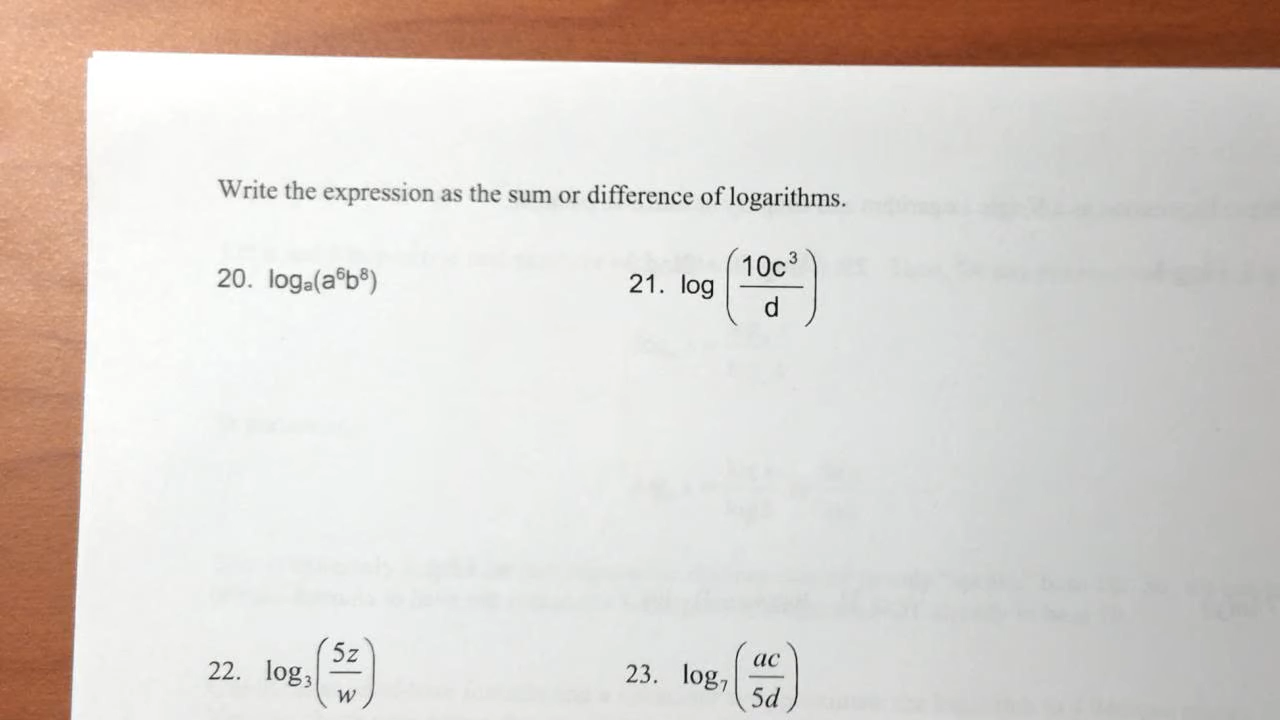 Write the expression as the sum or difference of logarithms.
20. logₐ(a⁶b⁸)
21. log (10c³/d)
22. log₃(5z/w)
23. log₇(ac/5d)